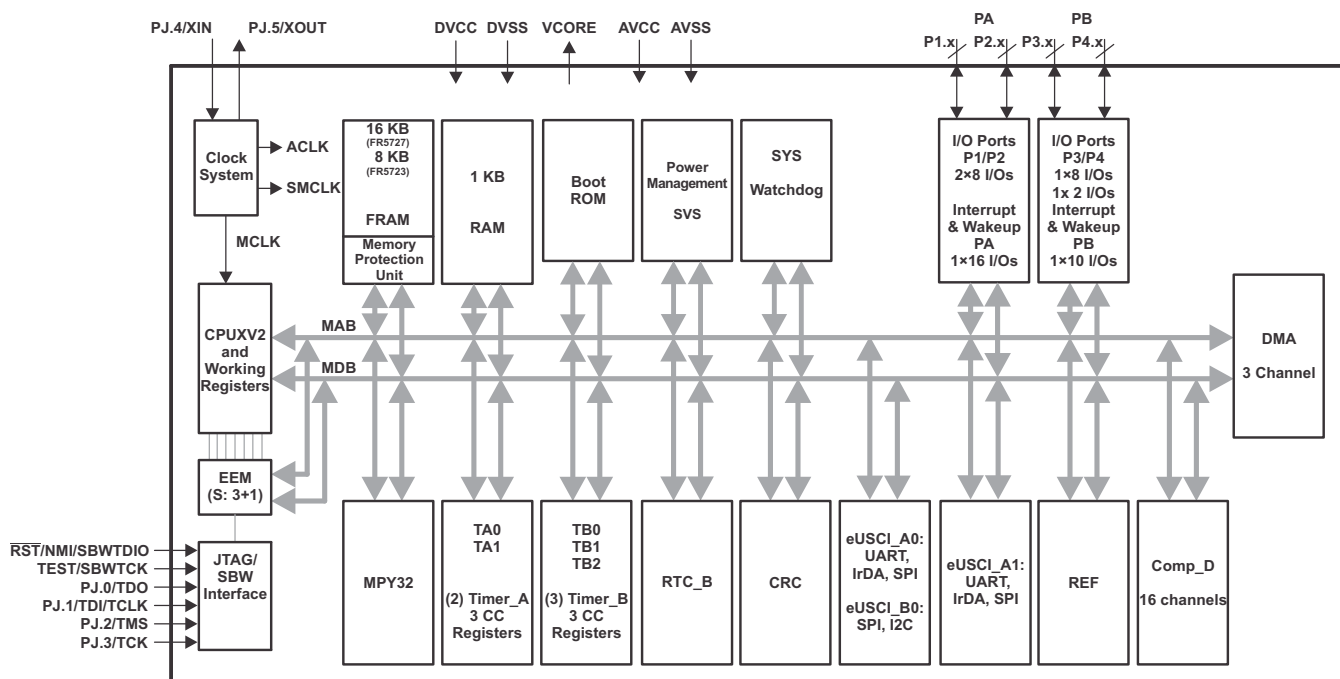 PJ.4/XIN
PJ.5/XOUT
DVCC
DVSS
VCORE
AVCC
AVSS
PA
PB
P1.x
P2.x
P3.x
P4.x
Clock
System
ACLK
SMCLK
MCLK
16 KB
(FR5727)
8 KB
(FR5723)
FRAM
Memory
Protection
Unit
1 KB
RAM
Boot
ROM
Power
Management
SVS
SYS
Watchdog
I/O Ports
P1/P2
2×8 I/Os
Interrupt
& Wakeup
PA
1×16 I/Os
I/O Ports
P3/P4
1×8 I/Os
1x 2 I/Os
Interrupt
& Wakeup
PB
1×10 I/Os
CPUXV2
and
Working
Registers
MAB
MDB
DMA
3 Channel
EEM
(S: 3+1)
RST/NMI/SBWTDIO
TEST/SBWTCK
PJ.0/TDO
PJ.1/TDI/TCLK
PJ.2/TMS
PJ.3/TCK
JTAG/
SBW
Interface
MPY32
TA0
TA1
(2) Timer_A
3 CC
Registers
TB0
TB1
TB2
(3) Timer_B
3 CC
Registers
RTC_B
CRC
eUSCI_A0:
UART,
IrDA, SPI
eUSCI_B0:
SPI, I2C
eUSCI_A1:
UART,
IrDA, SPI
REF
Comp_D
16 channels